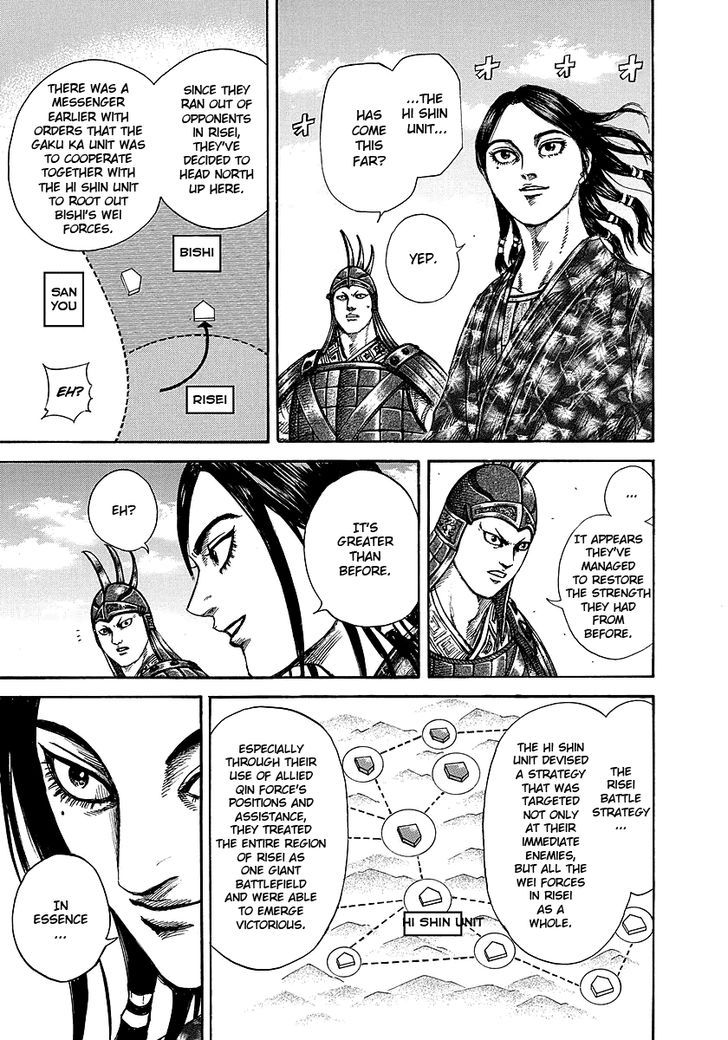 オ
オ
オ
オ
...THE
HI SHIN
UNIT...
HAS
COME
THIS
FAR?
YEP.
SINCE THEY
RAN OUT OF
OPPONENTS
IN RISEI,
THEY'VE
DECIDED TO
HEAD NORTH
UP HERE.
THERE WAS A
MESSENGER
EARLIER WITH
ORDERS THAT THE
GAKU KA UNIT WAS
TO COOPERATE
TOGETHER WITH
THE HI SHIN UNIT
TO ROOT OUT
BISHI'S WEI
FORCES.
BISHI
SAN
YOU
RISEI
EH?
...
IT APPEARS
THEY'VE
MANAGED
TO RESTORE
THE STRENGTH
THEY HAD
FROM
BEFORE.
IT'S
GREATER
THAN
BEFORE.
EH?
THE
RISEI
BATTLE
STRATEGY
...
THE HI SHIN
UNIT DEVISED
A STRATEGY
THAT WAS
TARGETED
NOT ONLY
AT THEIR
IMMEDIATE
ENEMIES,
BUT ALL THE
WEI FORCES
IN RISEI
AS A
WHOLE.
HI SHIN UNIT
ESPECIALLY
THROUGH THEIR
USE OF ALLIED
QIN FORCE'S
POSITIONS AND
ASSISTANCE,
THEY TREATED
THE ENTIRE REGION
OF RISEI AS
ONE GIANT
BATTLEFIELD
AND WERE ABLE
TO EMERGE
VICTORIOUS.
IN
ESSENCE
...